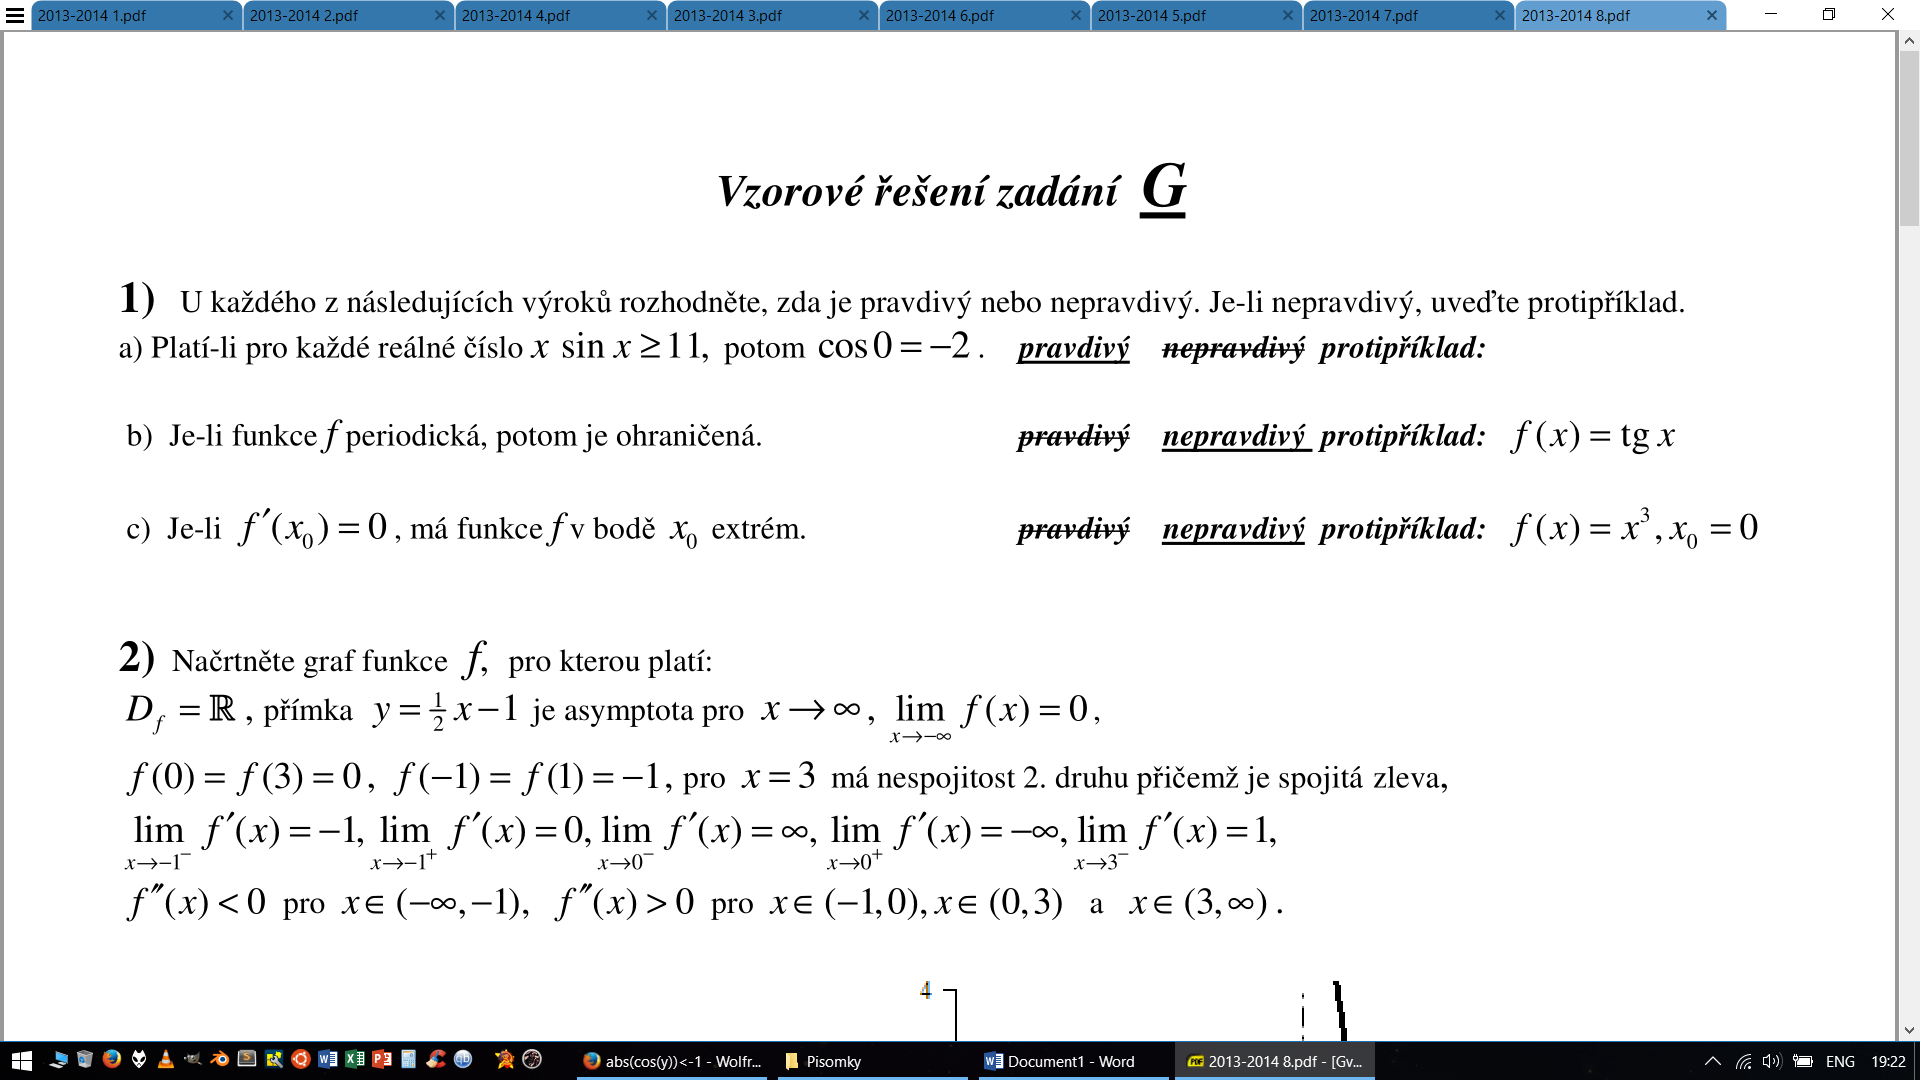 2013-2014 1.pdf 2013-2014 2.pdf 2013-2014 4.pdf 2013-2014 3.pdf 2013-2014 6.pdf 2013-2014 5.pdf 2013-2014 7.pdf 2013-2014 8.pdf
Vzorové řešení zadání G
1) U každého z následujících výroků rozhodněte, zda je pravdivý nebo nepravdivý. Je-li nepravdivý, uveďte protipříklad.
a) Platí-li pro každé reálné číslo x sin x ≥ 11, potom cos 0 = −2 . pravdivý nepravdivý protipříklad:
b) Je-li funkce f periodická, potom je ohraničená. pravdivý nepravdivý protipříklad: f (x) = tg x
c) Je-li f′(x₀) = 0 , má funkce f v bodě x₀ extrém. pravdivý nepravdivý protipříklad: f (x) = x³, x₀ = 0
2) Načrtněte graf funkce f, pro kterou platí:
D_f = ℝ , přímka y = ½ x − 1 je asymptota pro x → ∞, lim_{x→−∞} f (x) = 0,
f (0) = f (3) = 0, f (−1) = f (1) = −1, pro x = 3 má nespojitost 2. druhu přičemž je spojitá zleva,
lim_{x→−1⁻} f′(x) = −1, lim_{x→−1⁺} f′(x) = 0, lim_{x→0⁻} f′(x) = ∞, lim_{x→0⁺} f′(x) = −∞, lim_{x→3⁻} f′(x) = 1,
f″(x) < 0 pro x ∈ (−∞, −1), f″(x) > 0 pro x ∈ (−1, 0), x ∈ (0, 3) a x ∈ (3, ∞) .
4
abs(cos(y))<-1 - Wolfr... Pisomky Document1 - Word 2013-2014 8.pdf - [Gv... ENG 19:22